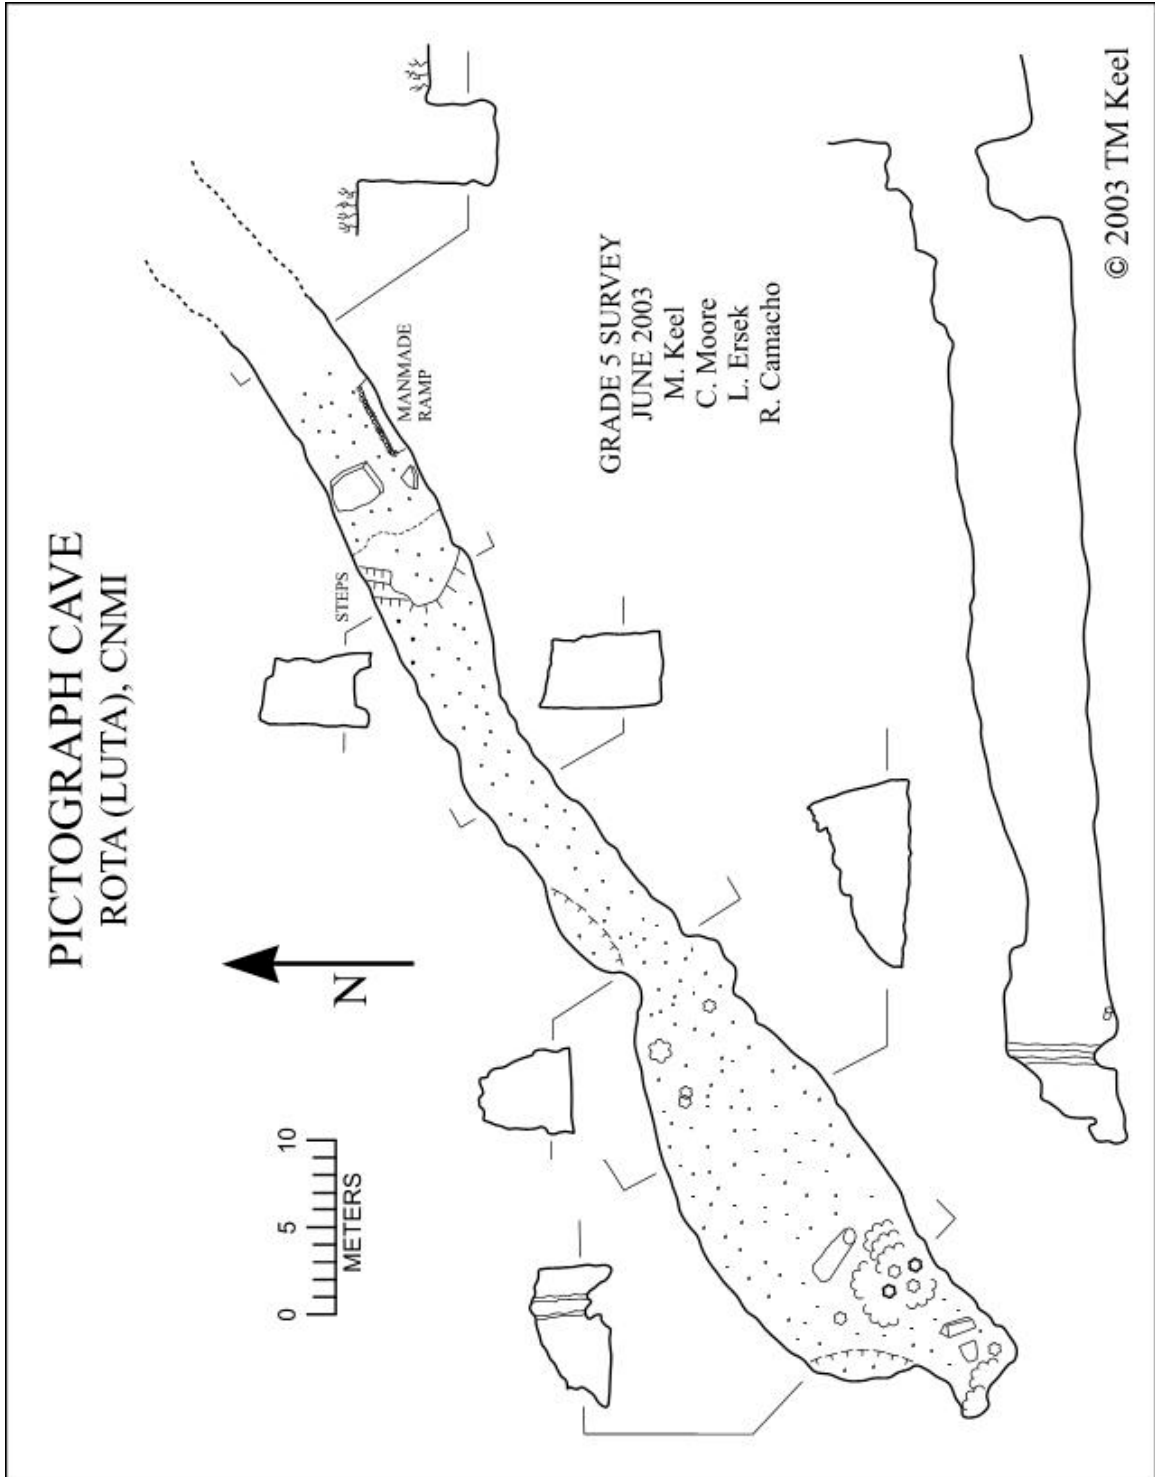 PICTOGRAPH CAVE
ROTA (LUTA), CNMI
N
0 5 10
METERS
STEPS
MANMADE
RAMP
GRADE 5 SURVEY
JUNE 2003
M. Keel
C. Moore
L. Ersek
R. Camacho
© 2003 TM Keel